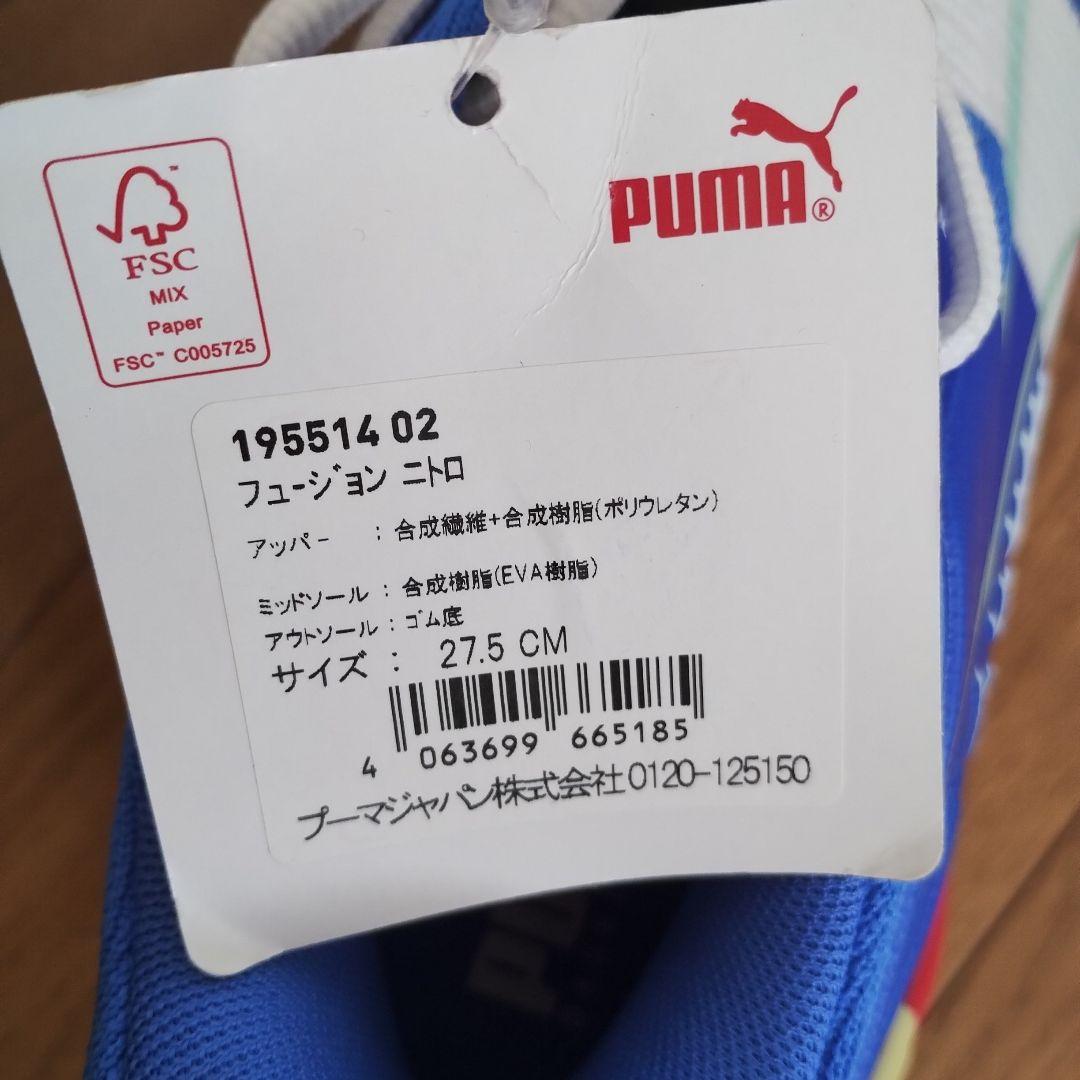 FSC™
MIX
Paper
FSC™ C005725
PUMA®
195514 02
フュージョン ニトロ
アッパー : 合成繊維+合成樹脂(ポリウレタン)
ミッドソール : 合成樹脂(EVA樹脂)
アウトソール : ゴム底
サイズ : 27.5 CM
4 063699 665185
プーマジャパン株式会社0120-125150